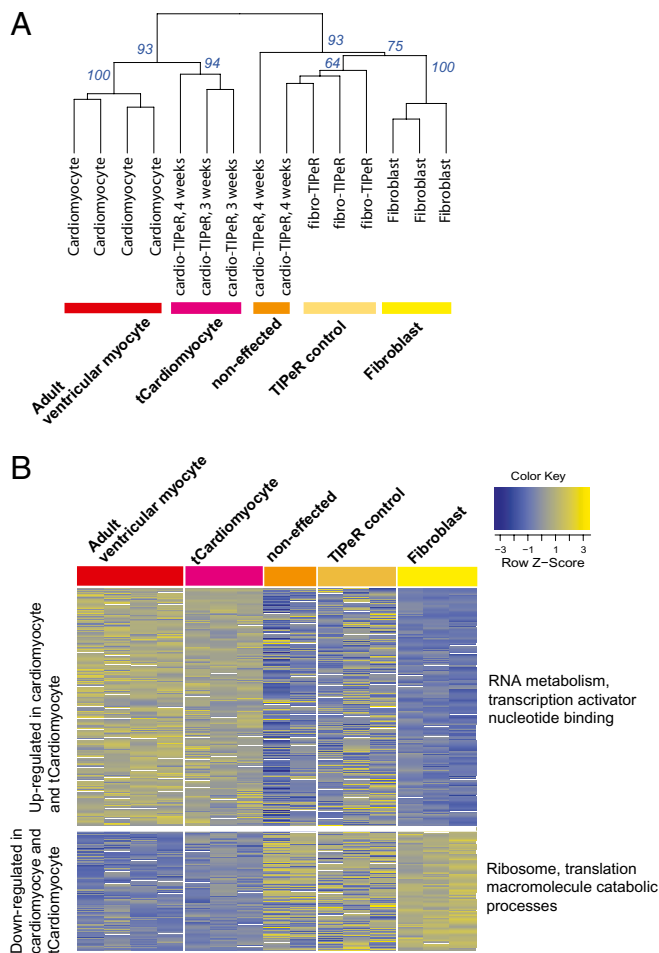 A
93
93
75
100
94
64
100
Cardiomyocyte
Cardiomyocyte
Cardiomyocyte
Cardiomyocyte
cardio-TIPeR, 4 weeks
cardio-TIPeR, 3 weeks
cardio-TIPeR, 3 weeks
cardio-TIPeR, 4 weeks
cardio-TIPeR, 4 weeks
fibro-TIPeR
fibro-TIPeR
fibro-TIPeR
Fibroblast
Fibroblast
Fibroblast
Adult
ventricular myocyte
tCardiomyocyte
non-effected
TIPeR control
Fibroblast
B
Adult
ventricular myocyte
tCardiomyocyte
non-effected
TIPeR control
Fibroblast
Color Key
−3 −1 1 3
Row Z−Score
Up-regulated in cardiomyocyte
and tCardiomyocyte
RNA metabolism,
transcription activator
nucleotide binding
Down-regulated in
cardiomyocye and
tCardiomyocyte
Ribosome, translation
macromolecule catabolic
processes